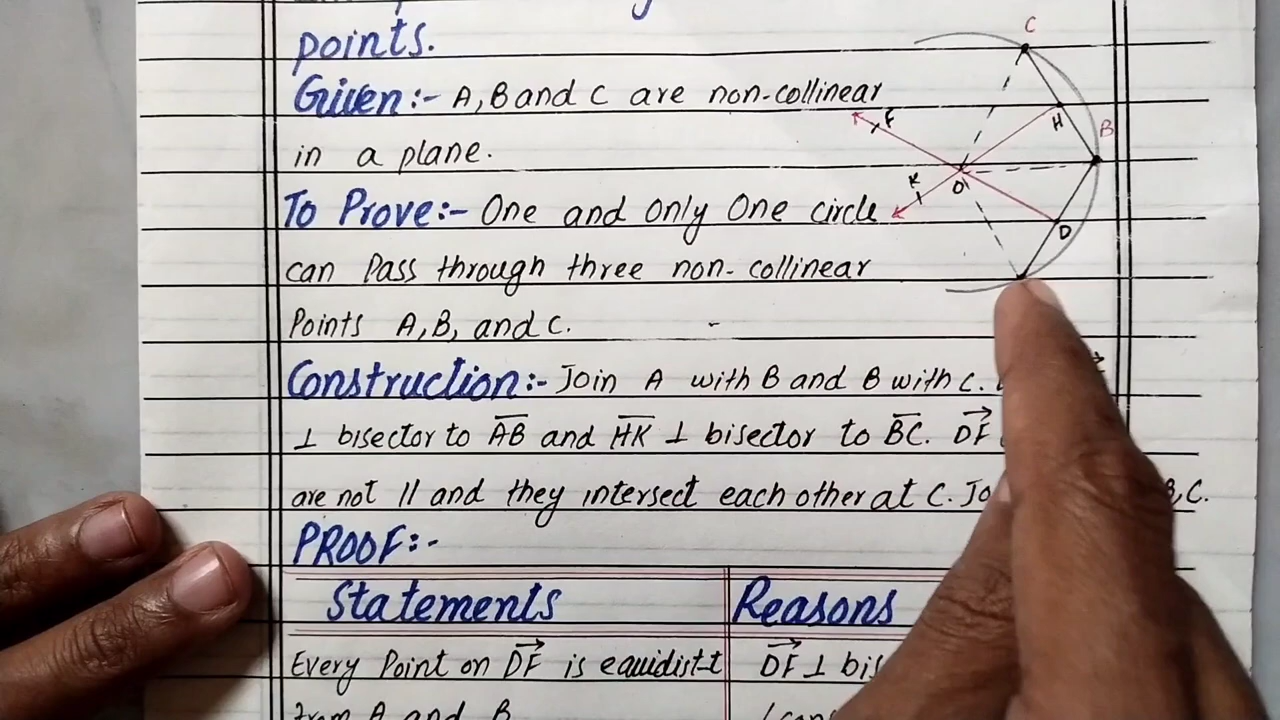 points.
Given:- A, B and C are non-collinear
in a plane.
To Prove:- One and only One circle
can Pass through three non-collinear
Points A, B, and C.
Construction:- Join A with B and B with C.
⊥ bisector to AB and HK ⊥ bisector to BC. DF
are not || and they intersect each other at C. Jo B, C.
PROOF:-
Statements Reasons
Every Point on DF is equidist-t DF ⊥ bis
from A and B
C
H
B
F
K
O
D